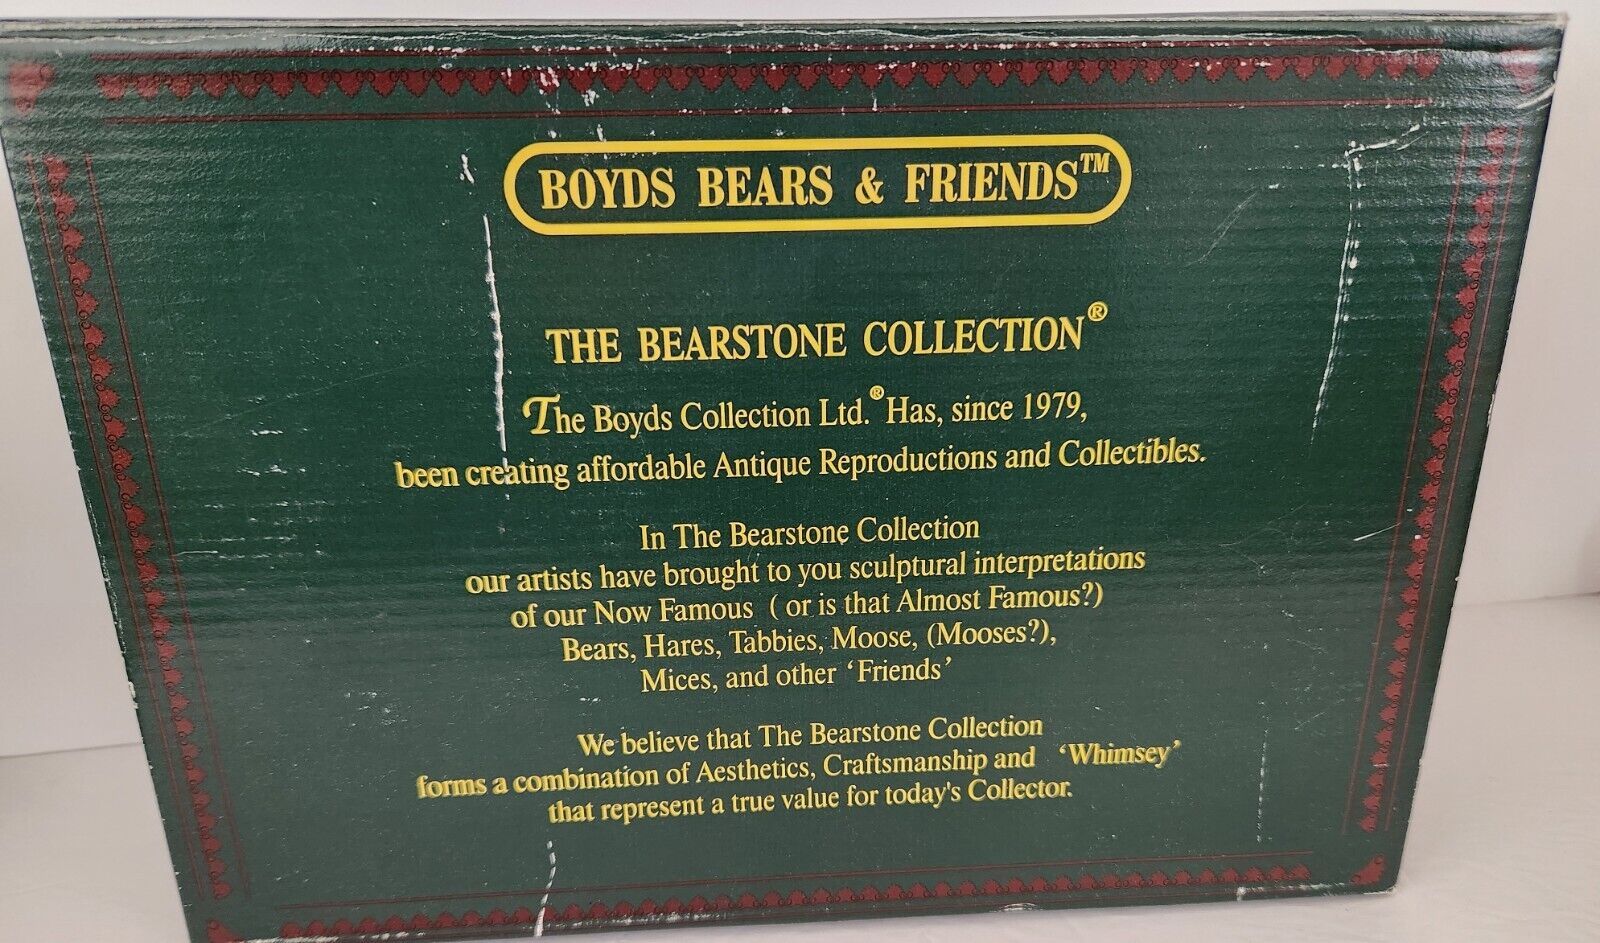 BOYDS BEARS & FRIENDS™
THE BEARSTONE COLLECTION®
The Boyds Collection Ltd.® Has, since 1979,
been creating affordable Antique Reproductions and Collectibles.
In The Bearstone Collection
our artists have brought to you sculptural interpretations
of our Now Famous ( or is that Almost Famous?)
Bears, Hares, Tabbies, Moose, (Mooses?),
Mices, and other ‘Friends’
We believe that The Bearstone Collection
forms a combination of Aesthetics, Craftsmanship and ‘Whimsey’
that represent a true value for today's Collector.